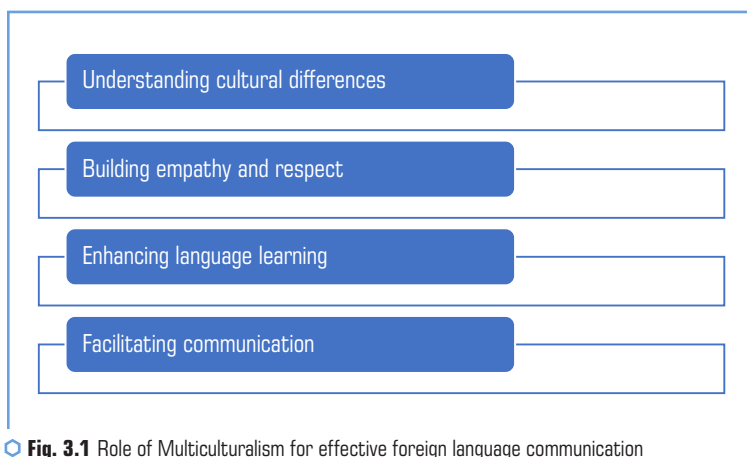 Understanding cultural differences
Building empathy and respect
Enhancing language learning
Facilitating communication
Fig. 3.1 Role of Multiculturalism for effective foreign language communication